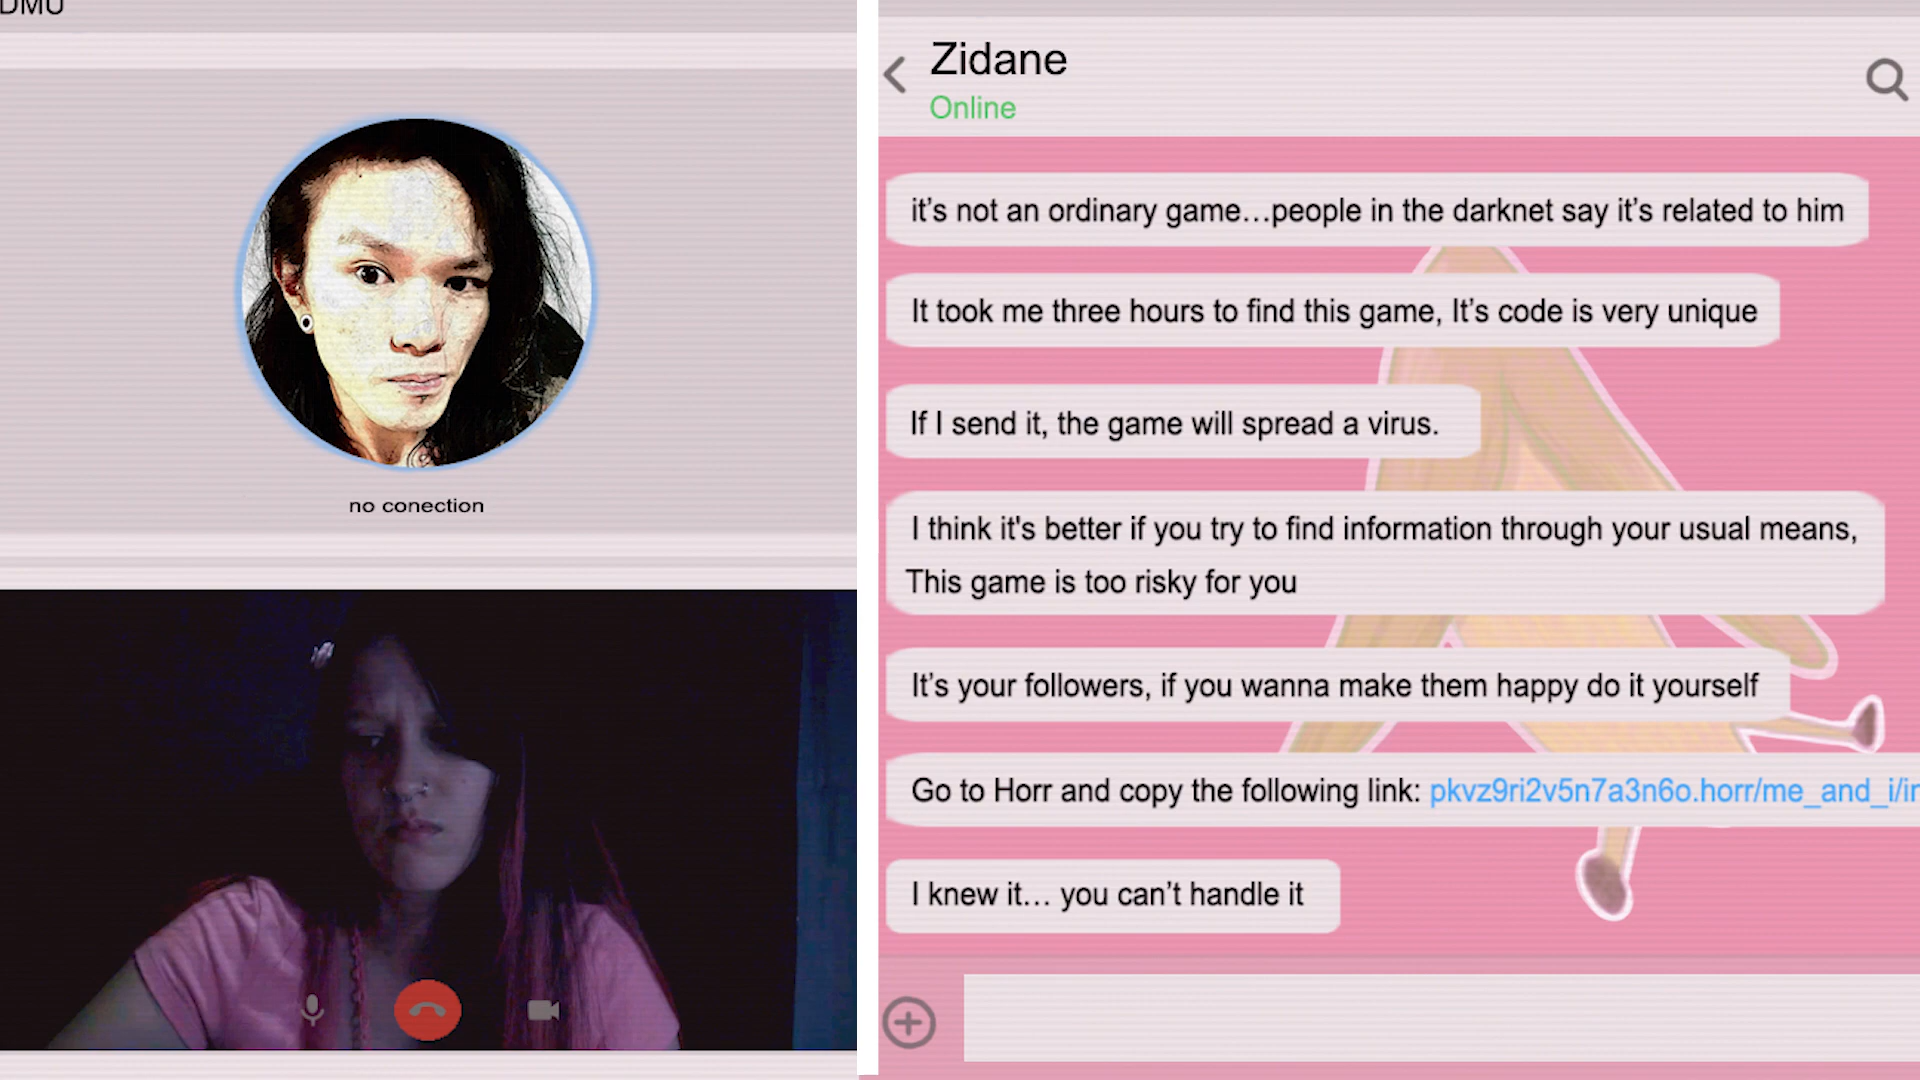 DMU
no conection
Zidane
Online
it's not an ordinary game...people in the darknet say it's related to him
It took me three hours to find this game, It's code is very unique
If I send it, the game will spread a virus.
I think it's better if you try to find information through your usual means,
This game is too risky for you
It's your followers, if you wanna make them happy do it yourself
Go to Horr and copy the following link: pkvz9ri2v5n7a3n6o.horr/me_and_i/in
I knew it... you can't handle it